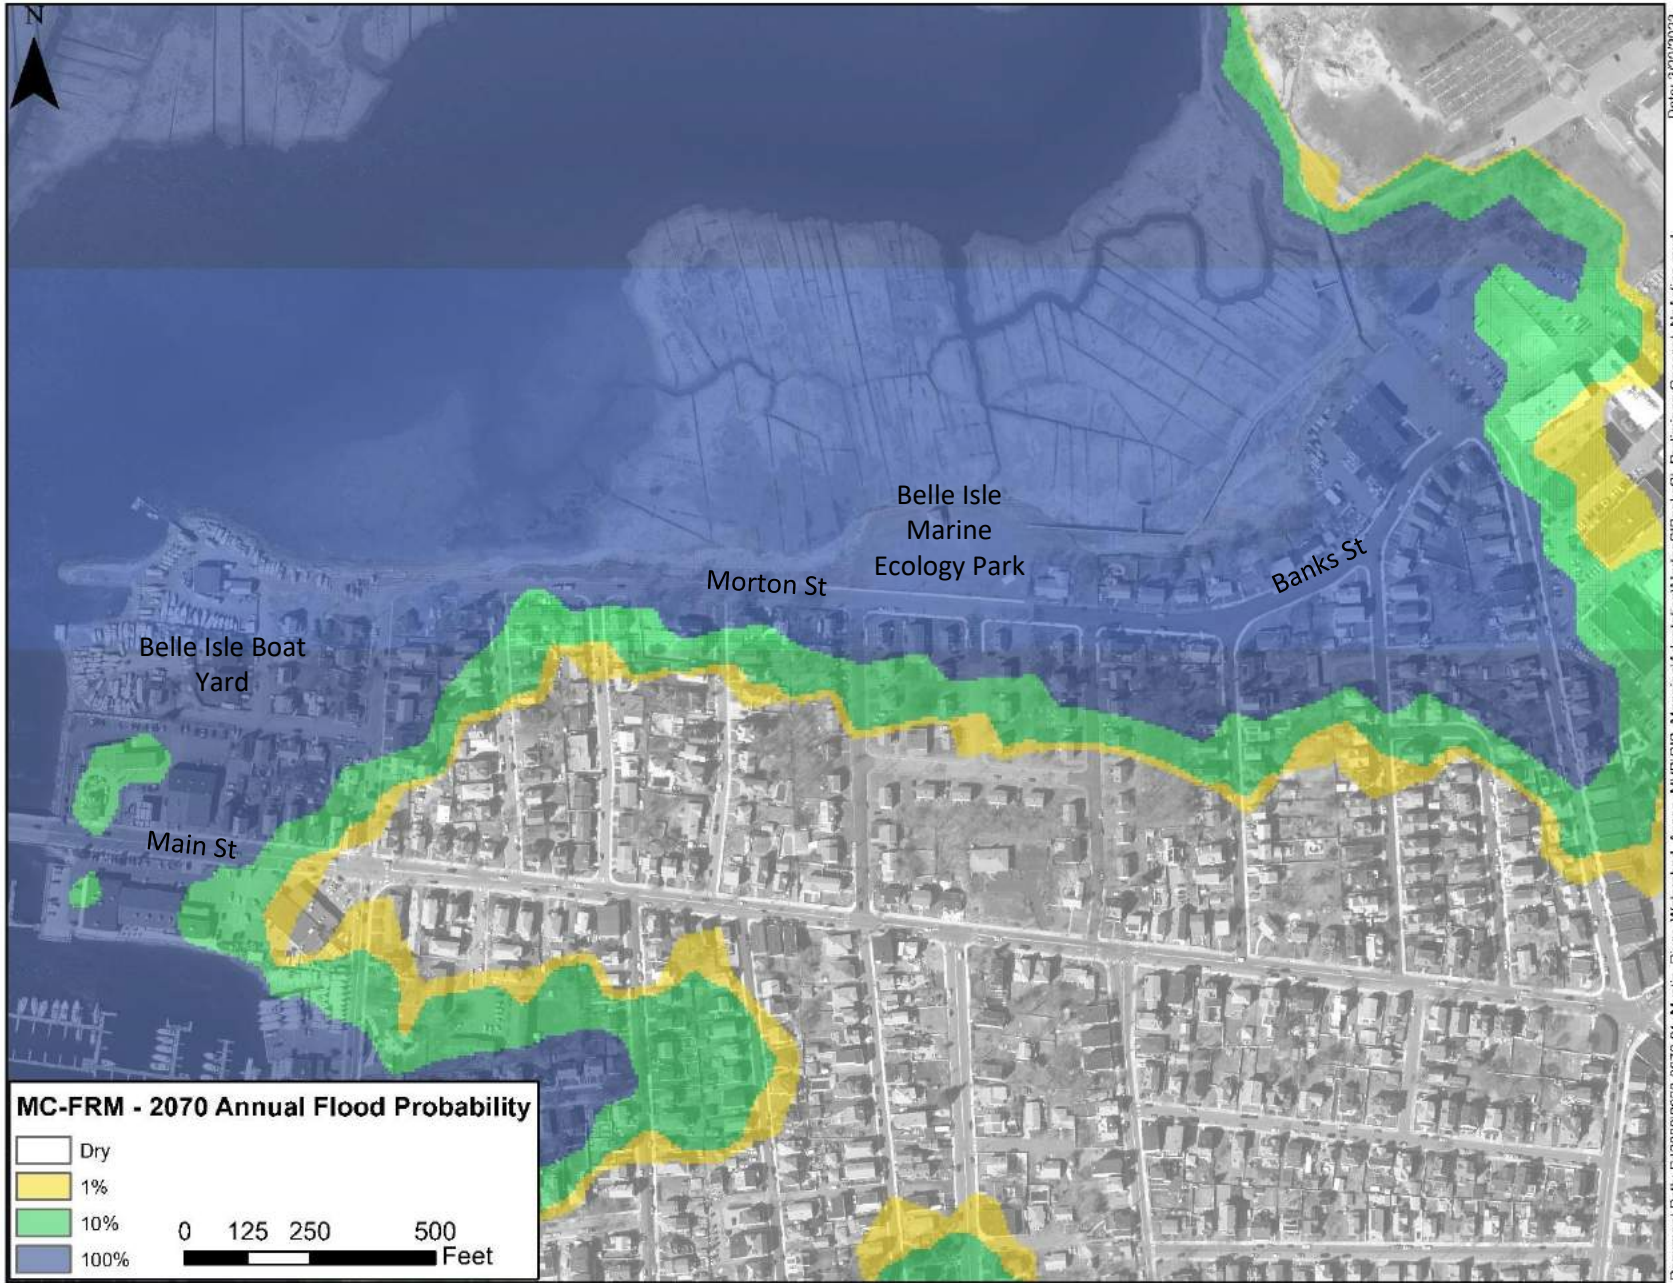 N
Belle Isle
Marine
Ecology Park
Morton St
Banks St
Belle Isle Boat
Yard
Main St
MC-FRM - 2070 Annual Flood Probability
Dry
1%
10%
100%
0 125 250 500
Feet